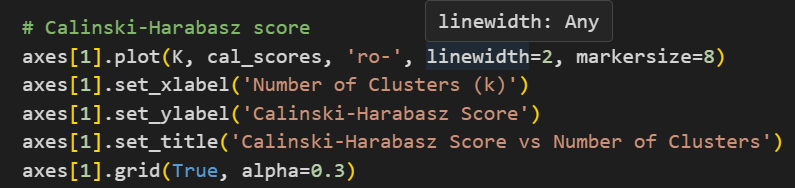 linewidth: Any
# Calinski-Harabasz score
axes[1].plot(K, cal_scores, 'ro-', linewidth=2, markersize=8)
axes[1].set_xlabel('Number of Clusters (k)')
axes[1].set_ylabel('Calinski-Harabasz Score')
axes[1].set_title('Calinski-Harabasz Score vs Number of Clusters')
axes[1].grid(True, alpha=0.3)